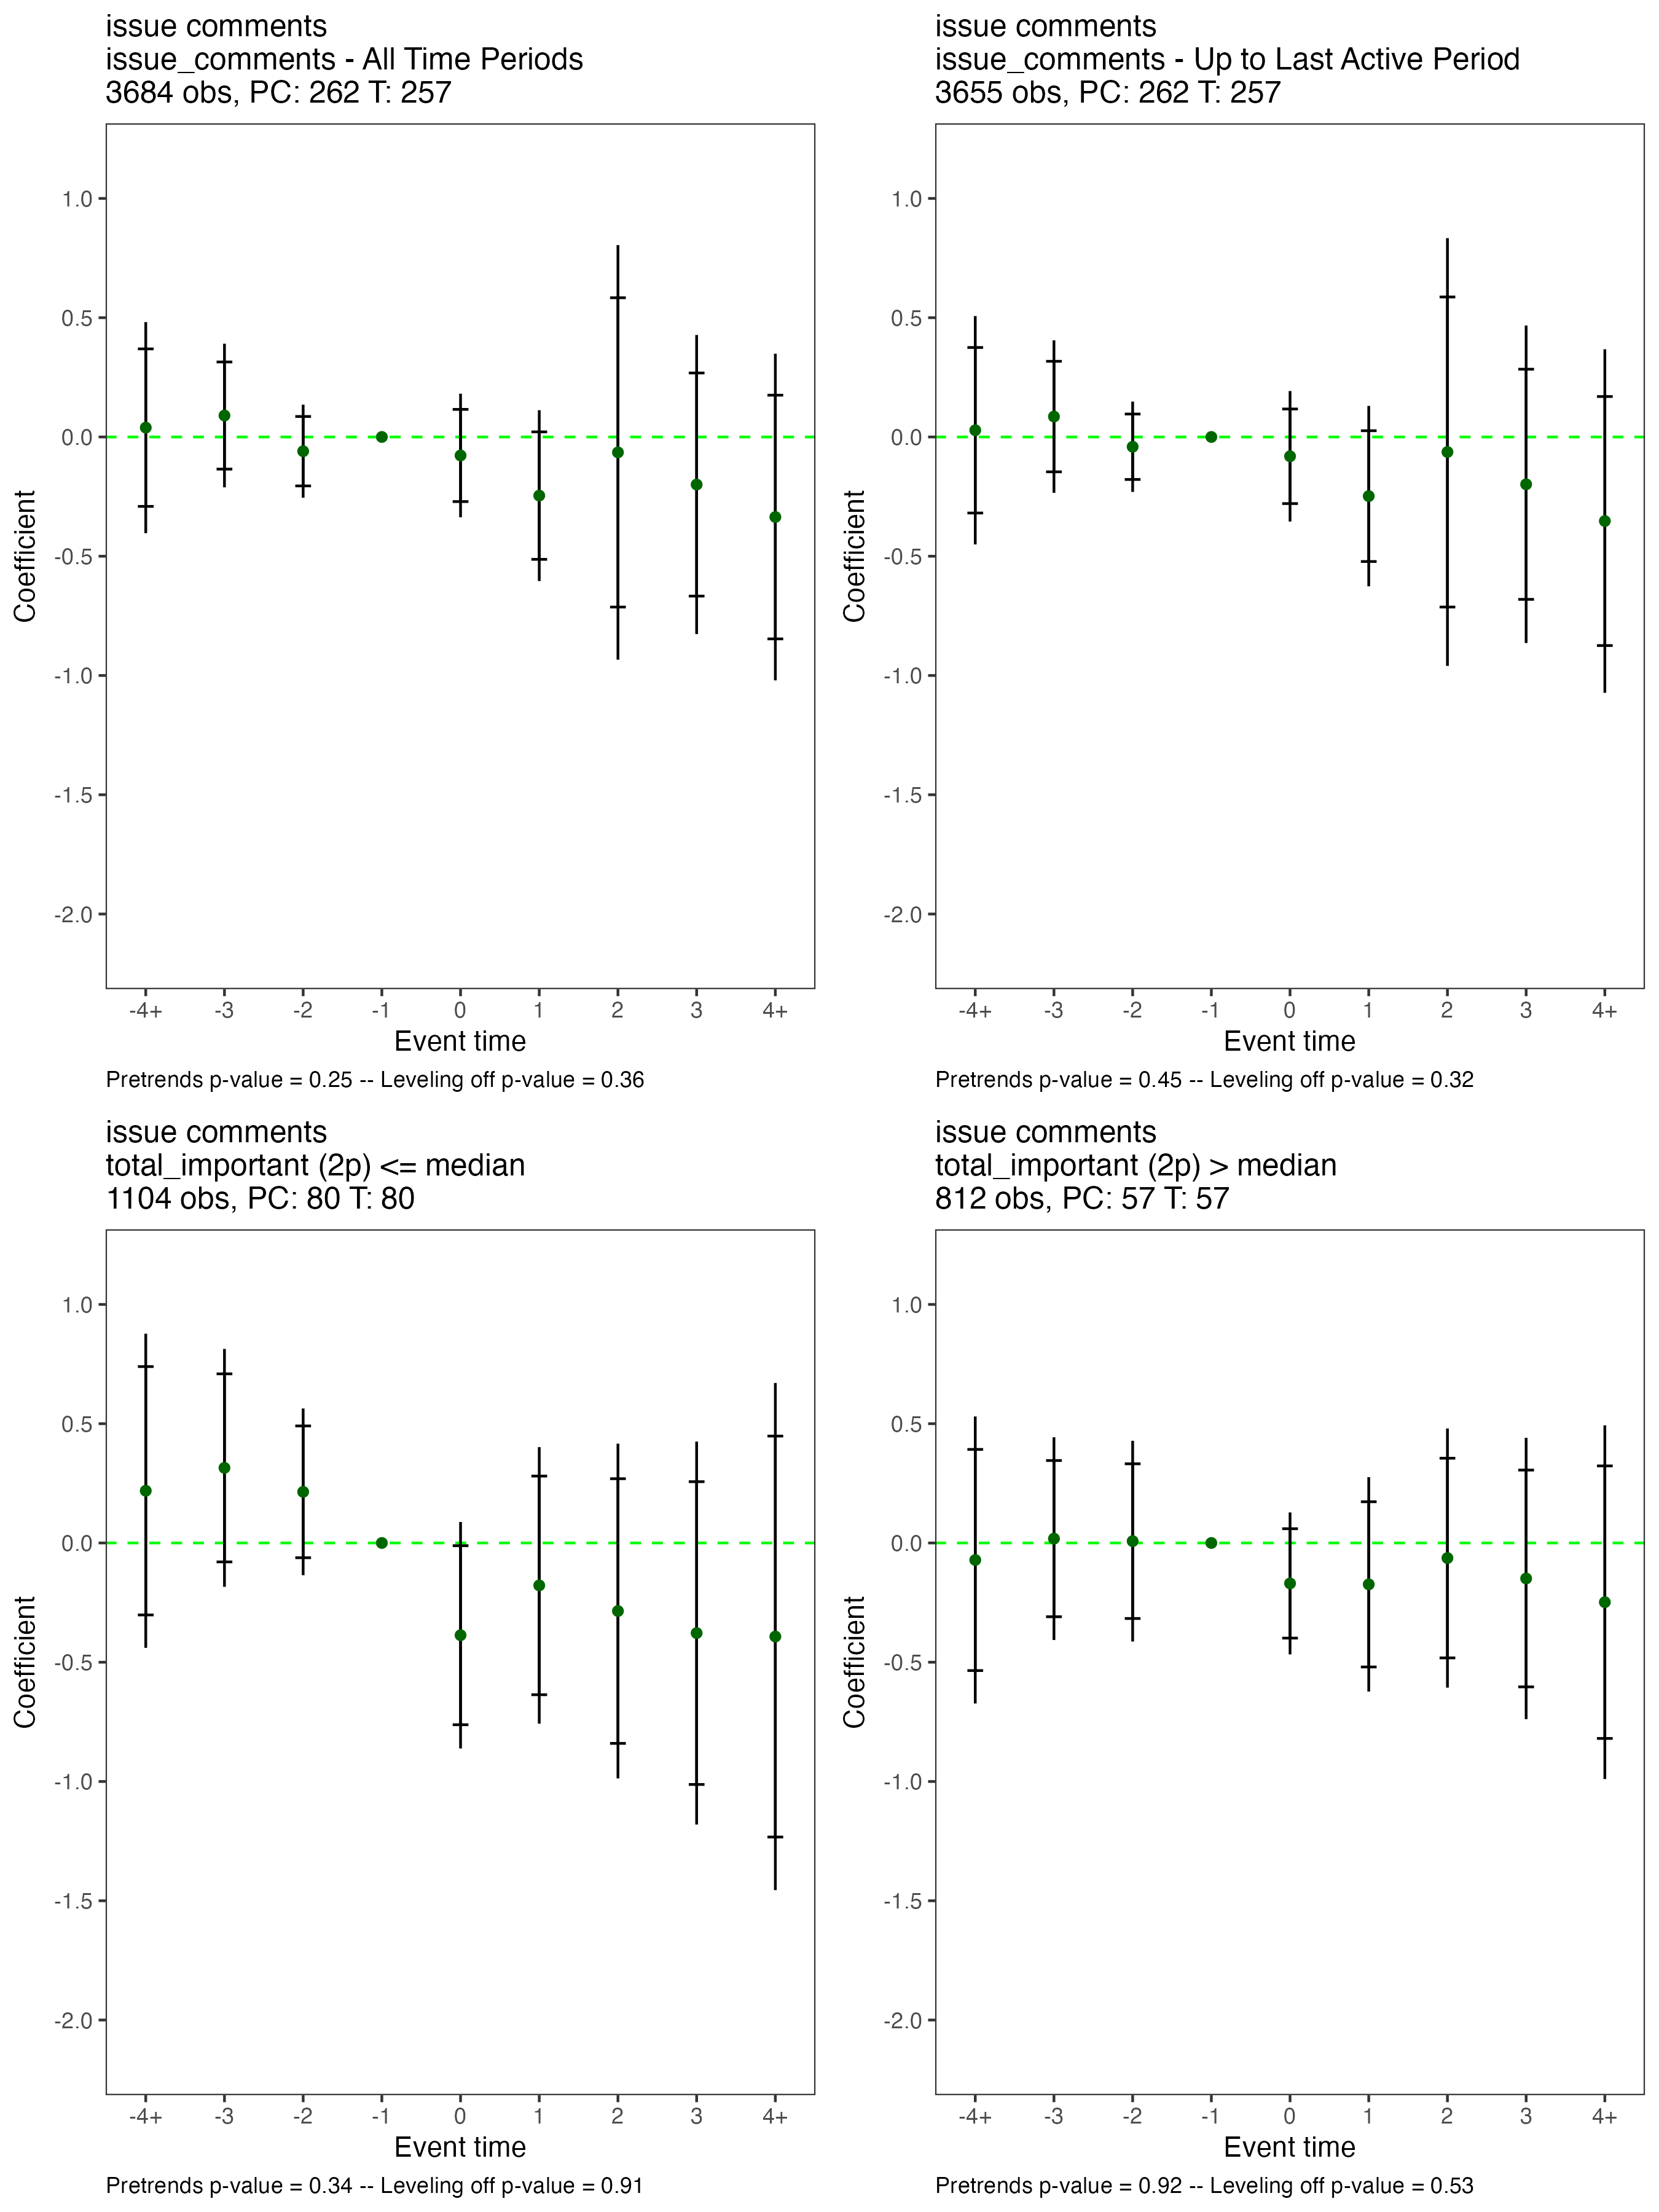 issue comments
issue_comments - All Time Periods
3684 obs, PC: 262 T: 257
1.0
0.5
0.0
-0.5
-1.0
-1.5
-2.0
Coefficient
-4+ -3 -2 -1 0 1 2 3 4+
Event time
Pretrends p-value = 0.25 -- Leveling off p-value = 0.36
issue comments
issue_comments - Up to Last Active Period
3655 obs, PC: 262 T: 257
1.0
0.5
0.0
-0.5
-1.0
-1.5
-2.0
Coefficient
-4+ -3 -2 -1 0 1 2 3 4+
Event time
Pretrends p-value = 0.45 -- Leveling off p-value = 0.32
issue comments
total_important (2p) <= median
1104 obs, PC: 80 T: 80
1.0
0.5
0.0
-0.5
-1.0
-1.5
-2.0
Coefficient
-4+ -3 -2 -1 0 1 2 3 4+
Event time
Pretrends p-value = 0.34 -- Leveling off p-value = 0.91
issue comments
total_important (2p) > median
812 obs, PC: 57 T: 57
1.0
0.5
0.0
-0.5
-1.0
-1.5
-2.0
Coefficient
-4+ -3 -2 -1 0 1 2 3 4+
Event time
Pretrends p-value = 0.92 -- Leveling off p-value = 0.53